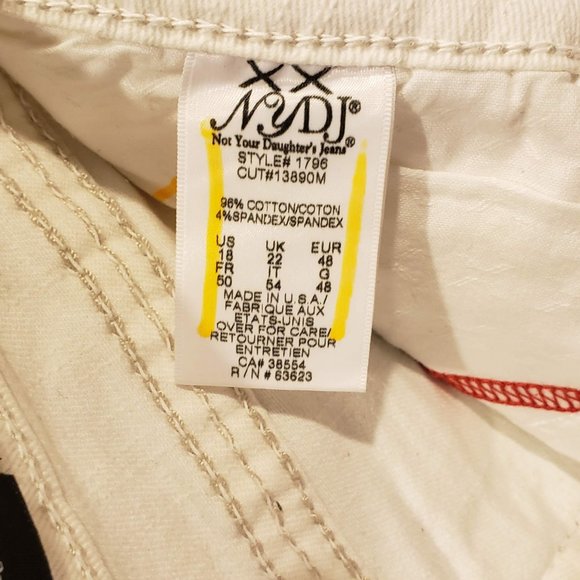 XX
NYDJ®
Not Your Daughter's Jeans®
STYLE# 1796
CUT#13890M
96% COTTON/COTON
4%SPANDEX/SPANDEX
US UK EUR
18 22 48
FR IT G
50 54 48
MADE IN U.S.A./
FABRIQUE AUX
ETATS-UNIS
OVER FOR CARE/
RETOURNER POUR
ENTRETIEN
CA# 38554
R/N # 63623